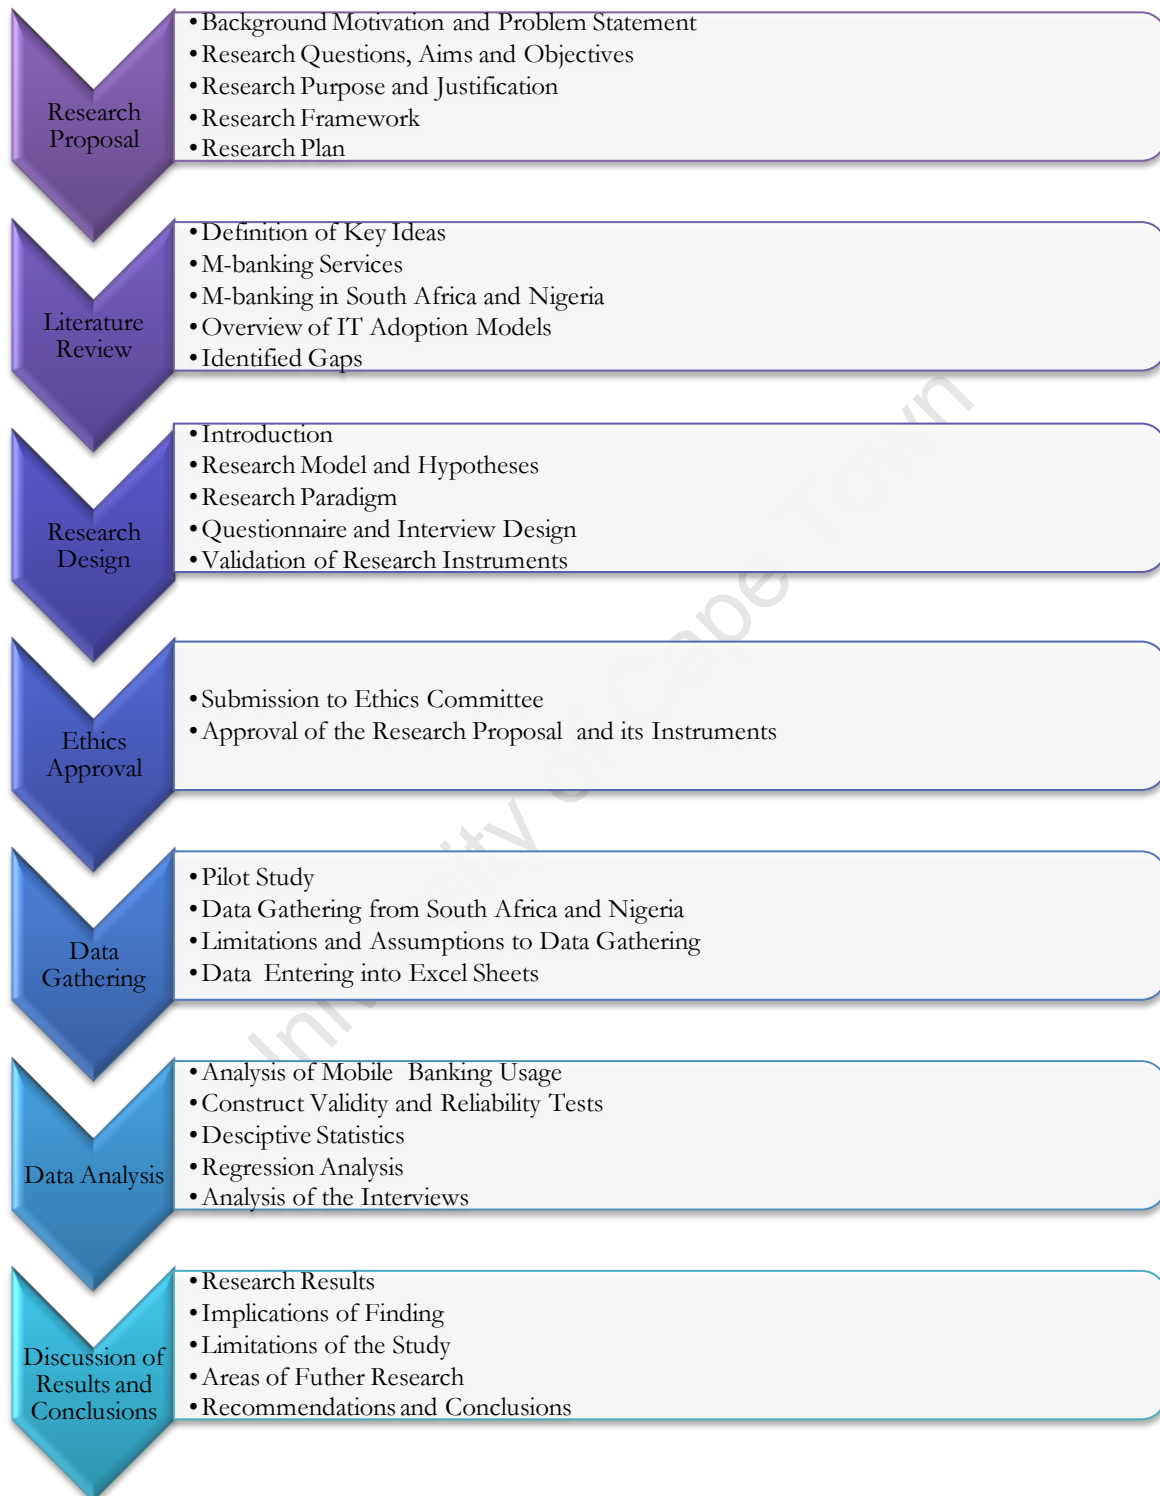 Research
Proposal
•Background Motivation and Problem Statement
•Research Questions, Aims and Objectives
•Research Purpose and Justification
•Research Framework
•Research Plan
Literature
Review
•Definition of Key Ideas
•M-banking Services
•M-banking in South Africa and Nigeria
•Overview of IT Adoption Models
•Identified Gaps
Research
Design
•Introduction
•Research Model and Hypotheses
•Research Paradigm
•Questionnaire and Interview Design
•Validation of Research Instruments
Ethics
Approval
•Submission to Ethics Committee
•Approval of the Research Proposal and its Instruments
Data
Gathering
•Pilot Study
•Data Gathering from South Africa and Nigeria
•Limitations and Assumptions to Data Gathering
•Data Entering into Excel Sheets
Data Analysis
•Analysis of Mobile Banking Usage
•Construct Validity and Reliability Tests
•Desciptive Statistics
•Regression Analysis
•Analysis of the Interviews
Discussion of
Results and
Conclusions
•Research Results
•Implications of Finding
•Limitations of the Study
•Areas of Futher Research
•Recommendations and Conclusions
University of Cape Town